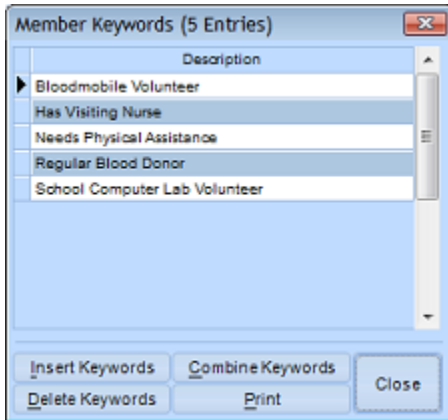 Member Keywords (5 Entries)
Description
Bloodmobile Volunteer
Has Visiting Nurse
Needs Physical Assistance
Regular Blood Donor
School Computer Lab Volunteer
Insert Keywords Combine Keywords
Close
Delete Keywords Print